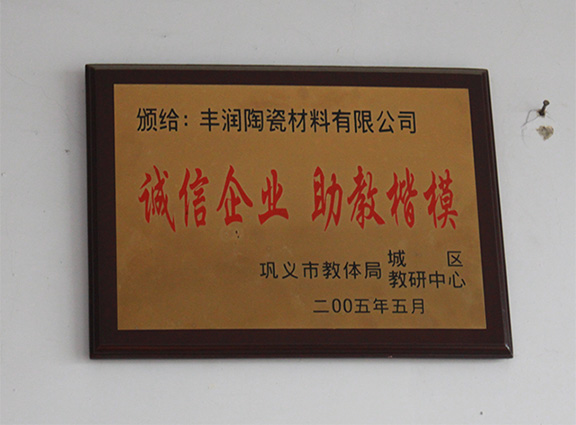 颁给：丰润陶瓷材料有限公司
诚信企业 助教楷模
巩义市教体局 城区
教研中心
二00五年五月